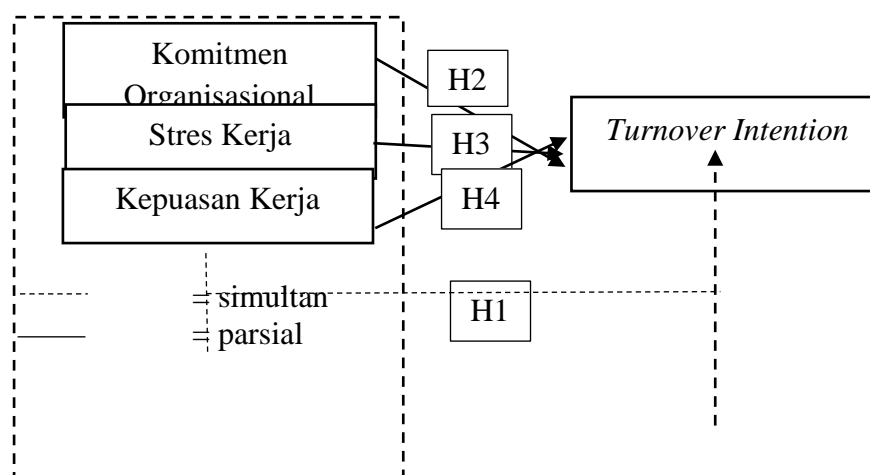 Komitmen
Organisasional
H2
Stres Kerja
H3
Turnover Intention
Kepuasan Kerja
H4
= simultan
= parsial
H1